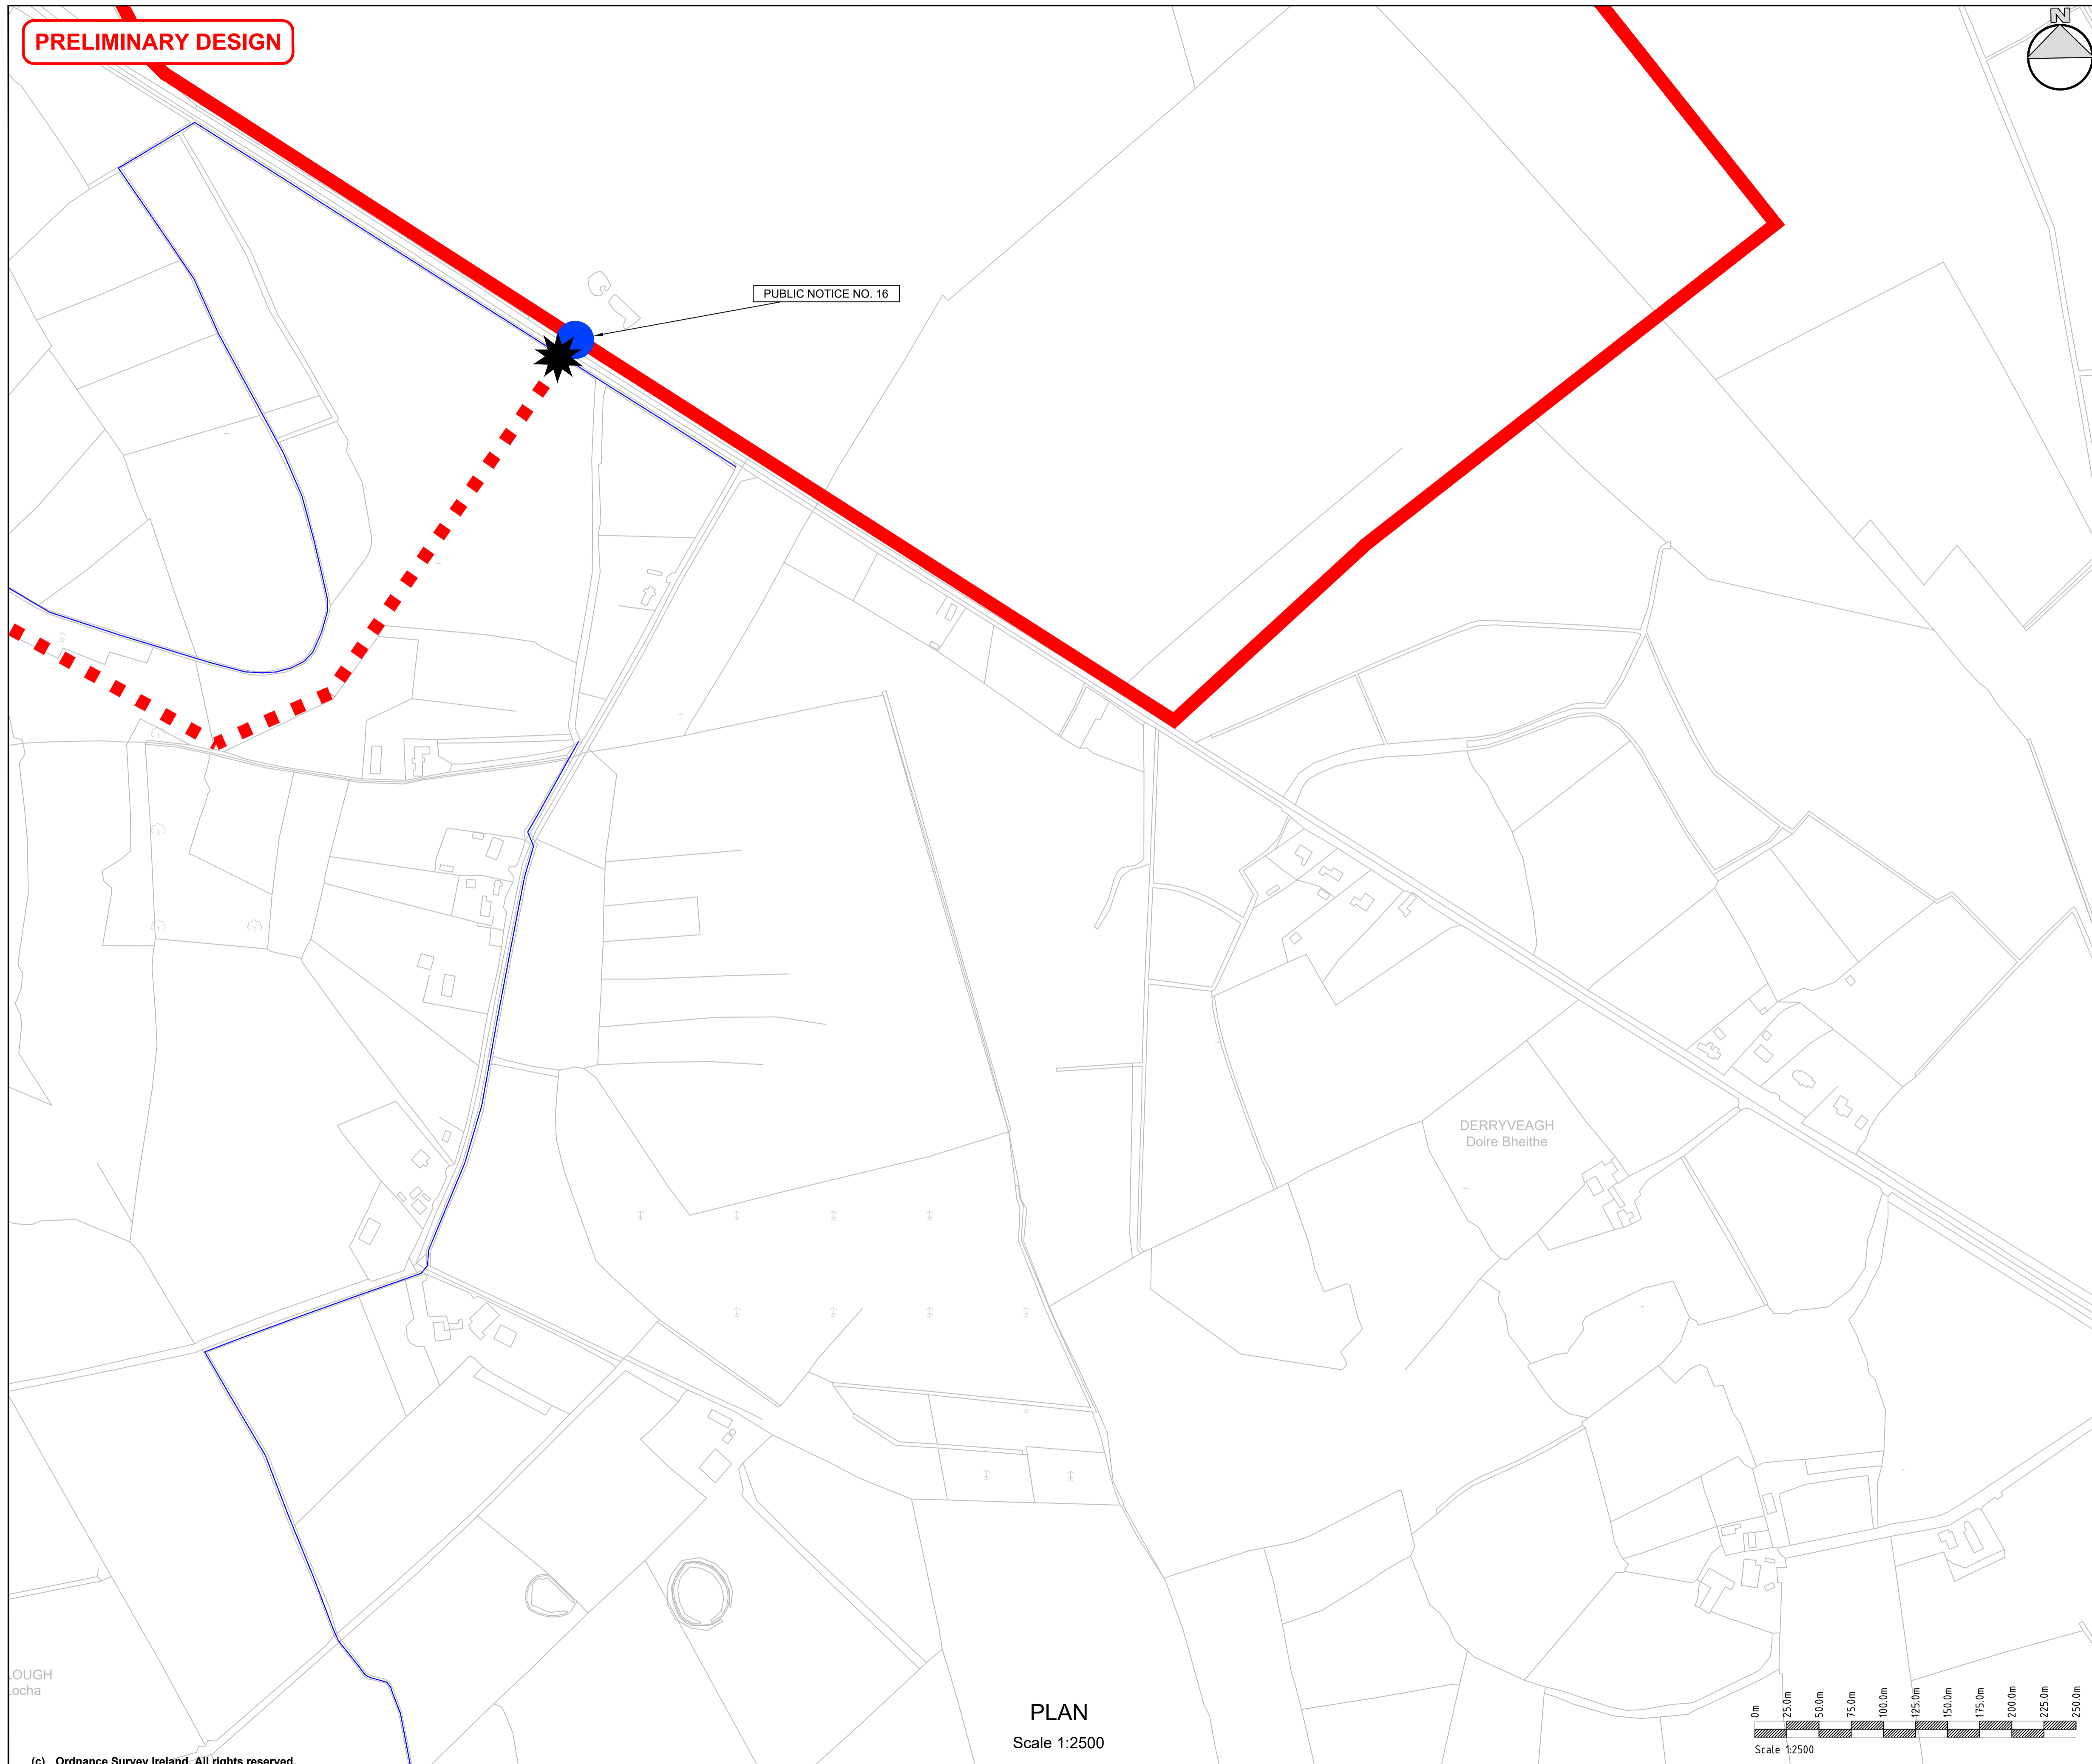 PRELIMINARY DESIGN
N
PUBLIC NOTICE NO. 16
DERRYVEAGH
Doire Bheithe
OUGH
ocha
PLAN
Scale 1:2500
0m
25.0m
50.0m
75.0m
100.0m
125.0m
150.0m
175.0m
200.0m
225.0m
250.0m
Scale 1:2500
(c) Ordnance Survey Ireland. All rights reserved.